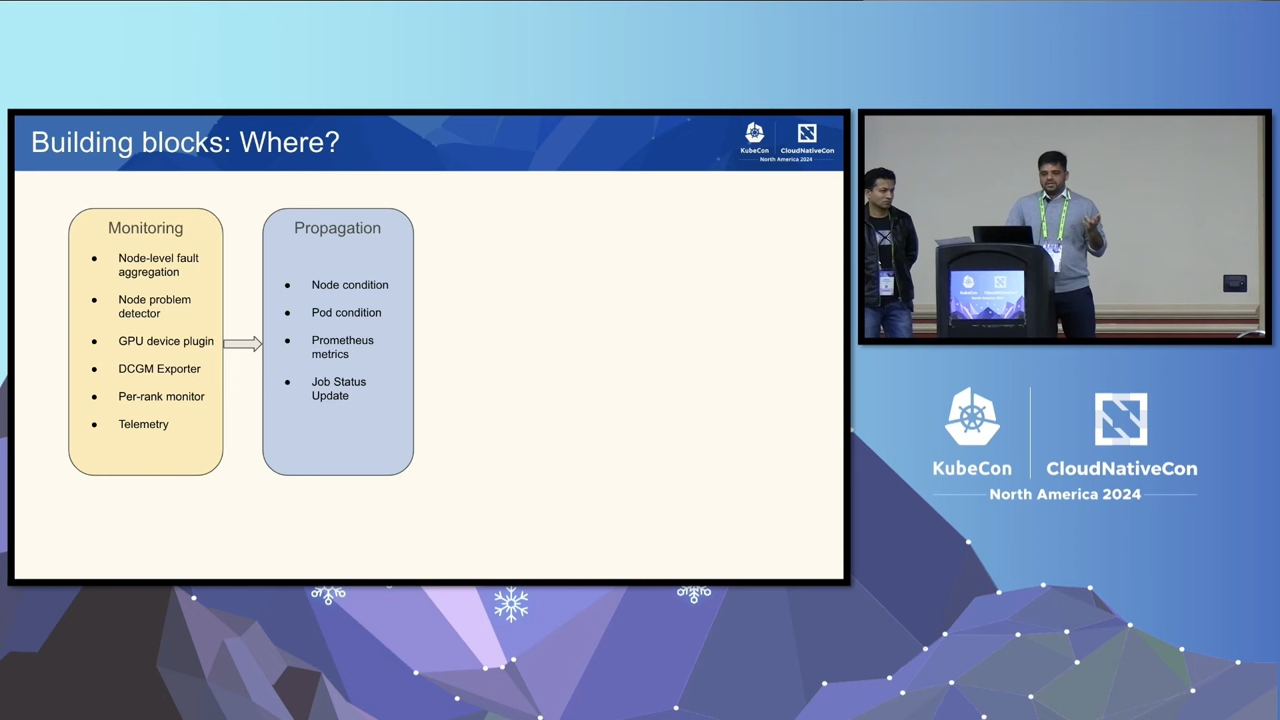 Building blocks: Where?
KubeCon
CloudNativeCon
North America 2024
Monitoring
● Node-level fault
aggregation
● Node problem
detector
● GPU device plugin
● DCGM Exporter
● Per-rank monitor
● Telemetry
Propagation
● Node condition
● Pod condition
● Prometheus
metrics
● Job Status
Update
KubeCon
CloudNativeCon
KubeCon
CloudNativeCon
North America 2024